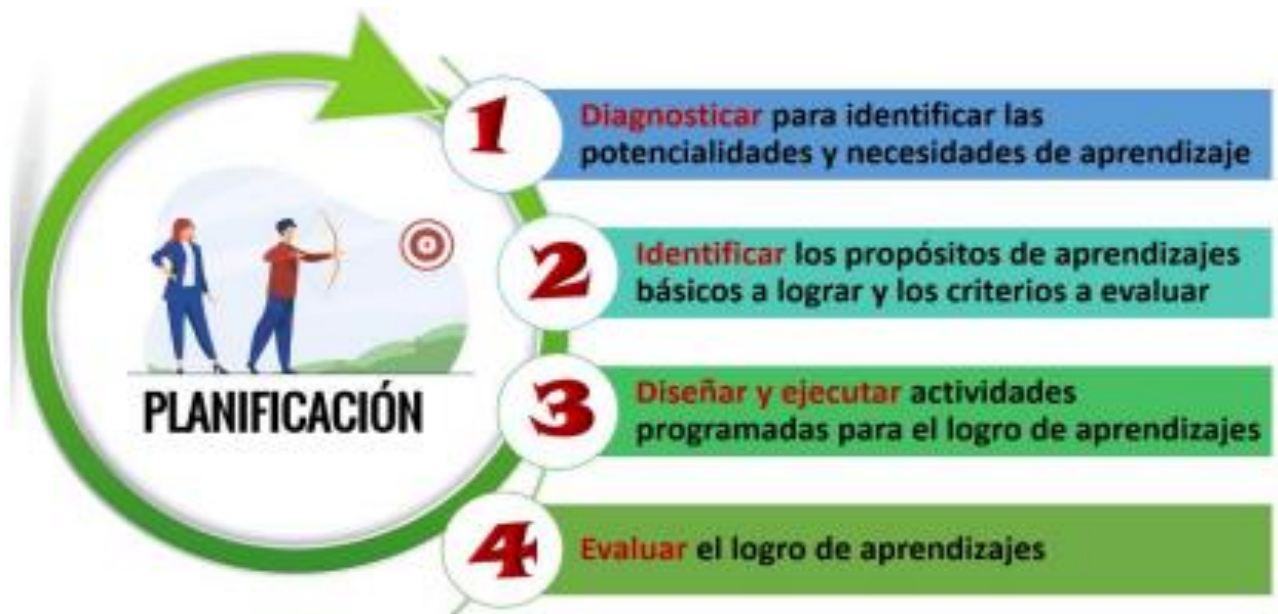 1
Diagnosticar para identificar las
potencialidades y necesidades de aprendizaje
2
Identificar los propósitos de aprendizajes
básicos a lograr y los criterios a evaluar
PLANIFICACIÓN
3
Diseñar y ejecutar actividades
programadas para el logro de aprendizajes
4
Evaluar el logro de aprendizajes